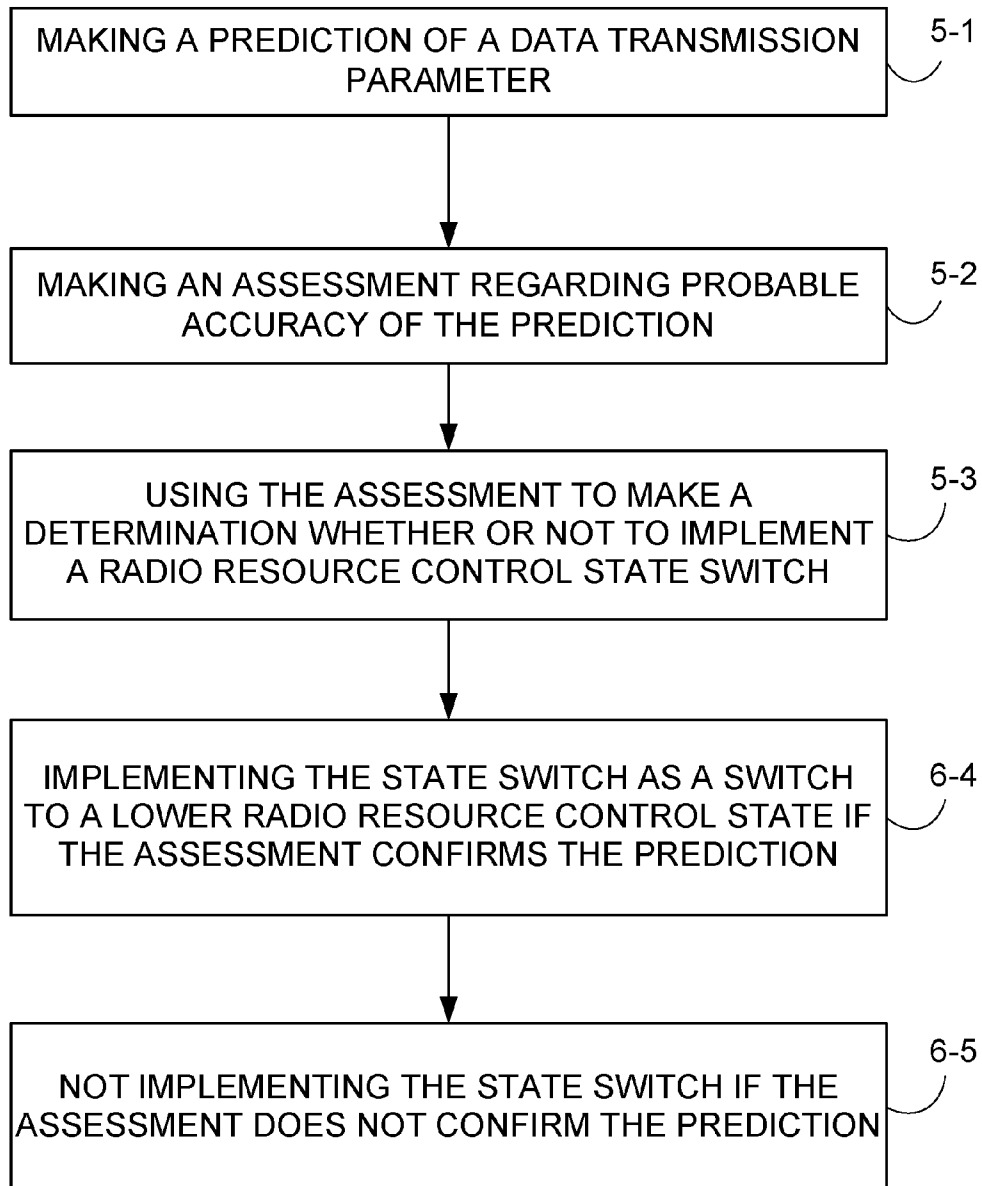 MAKING A PREDICTION OF A DATA TRANSMISSION
PARAMETER
5-1
MAKING AN ASSESSMENT REGARDING PROBABLE
ACCURACY OF THE PREDICTION
5-2
USING THE ASSESSMENT TO MAKE A
DETERMINATION WHETHER OR NOT TO IMPLEMENT
A RADIO RESOURCE CONTROL STATE SWITCH
5-3
IMPLEMENTING THE STATE SWITCH AS A SWITCH
TO A LOWER RADIO RESOURCE CONTROL STATE IF
THE ASSESSMENT CONFIRMS THE PREDICTION
6-4
NOT IMPLEMENTING THE STATE SWITCH IF THE
ASSESSMENT DOES NOT CONFIRM THE PREDICTION
6-5